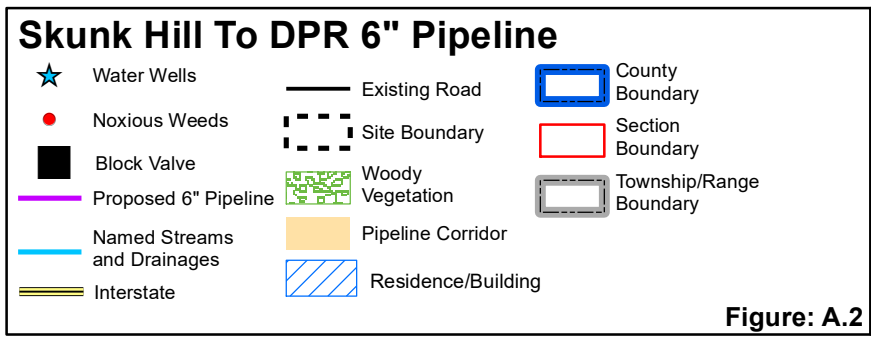 Skunk Hill To DPR 6" Pipeline
Water Wells
Noxious Weeds
Block Valve
Proposed 6" Pipeline
Named Streams
and Drainages
Interstate
Existing Road
Site Boundary
Woody
Vegetation
Pipeline Corridor
Residence/Building
County
Boundary
Section
Boundary
Township/Range
Boundary
Figure: A.2